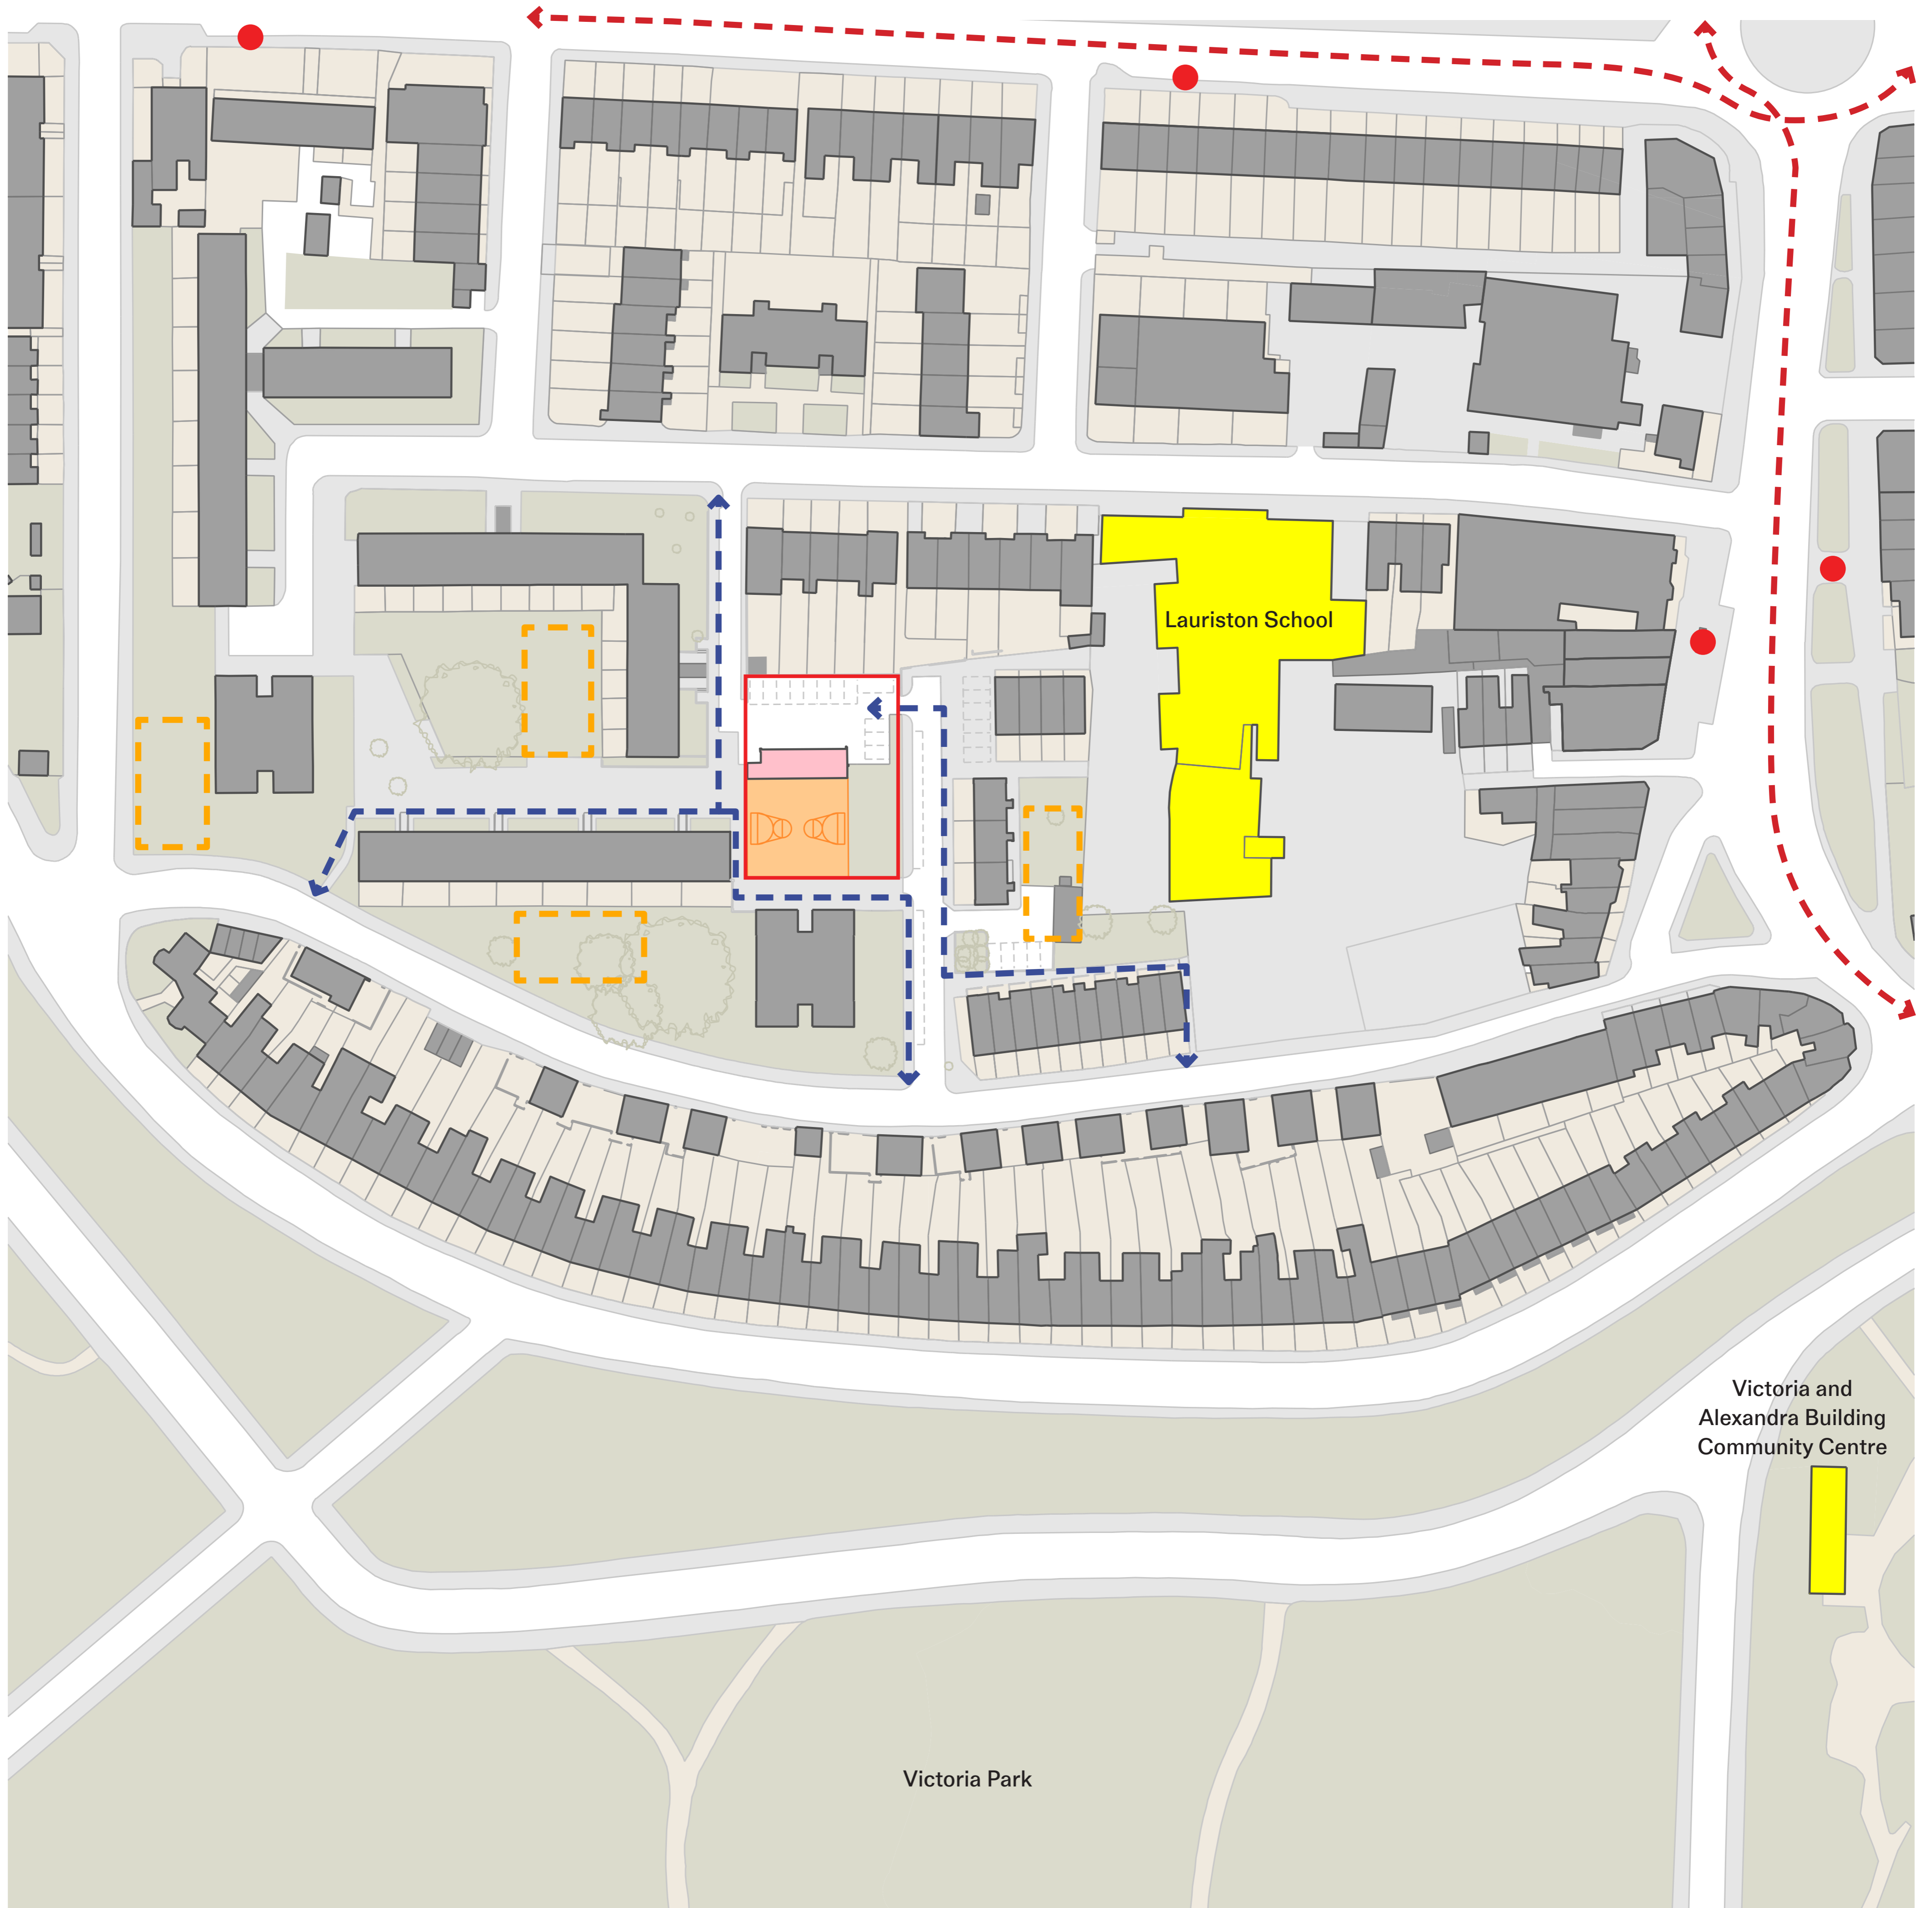 Lauriston School
Victoria and
Alexandra Building
Community Centre
Victoria Park